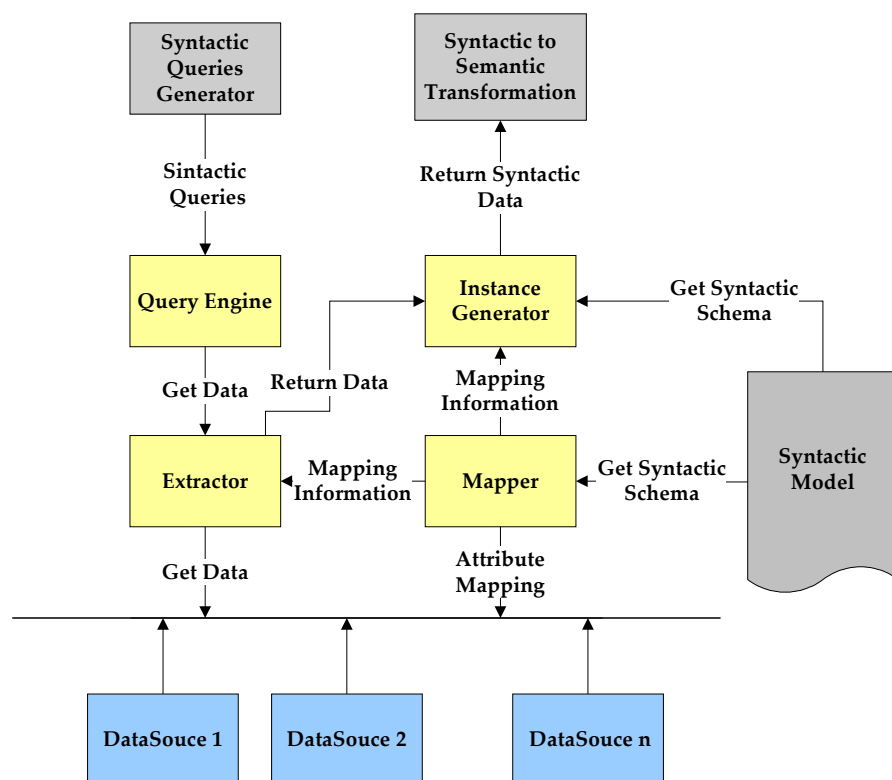 Syntactic
Queries
Generator
Syntactic to
Semantic
Transformation
Sintactic
Queries
Return Syntactic
Data
Query Engine
Instance
Generator
Get Syntactic
Schema
Get Data
Return Data
Mapping
Information
Extractor
Mapping
Information
Mapper
Get Syntactic
Schema
Syntactic
Model
Get Data
Attribute
Mapping
DataSouce 1
DataSouce 2
DataSouce n